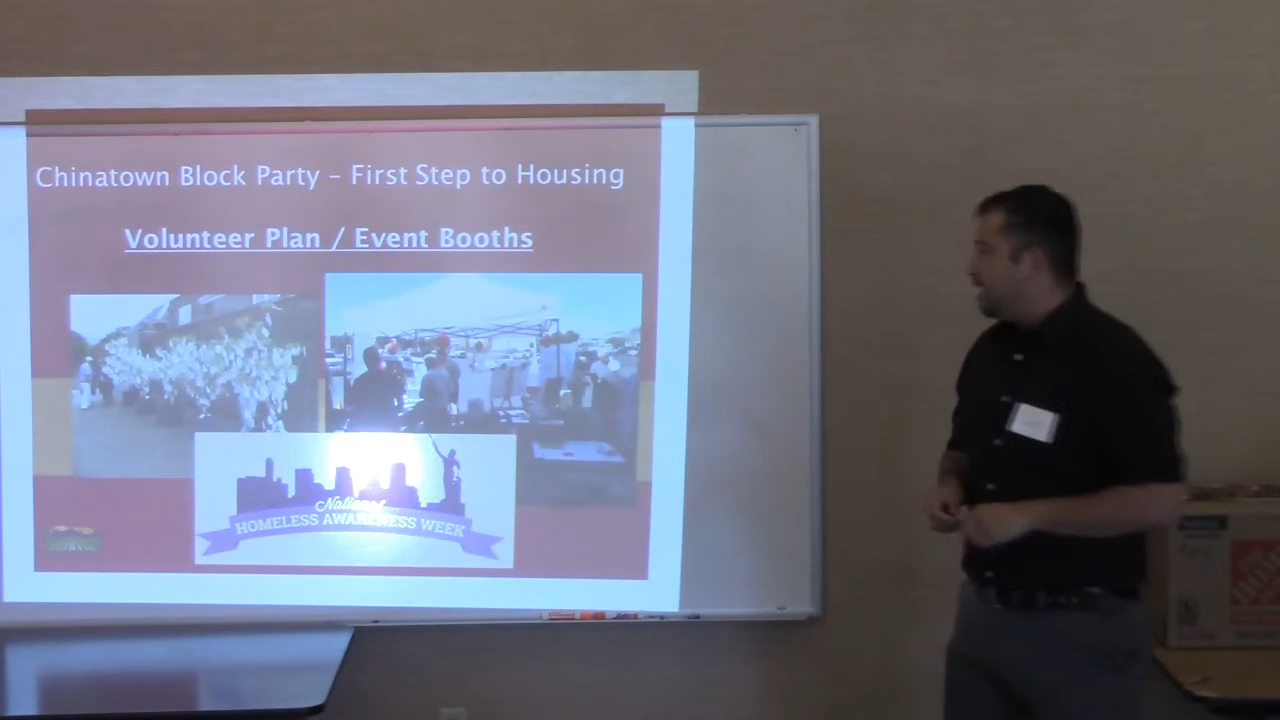 Chinatown Block Party – First Step to Housing
Volunteer Plan / Event Booths
National
HOMELESS AWARENESS WEEK